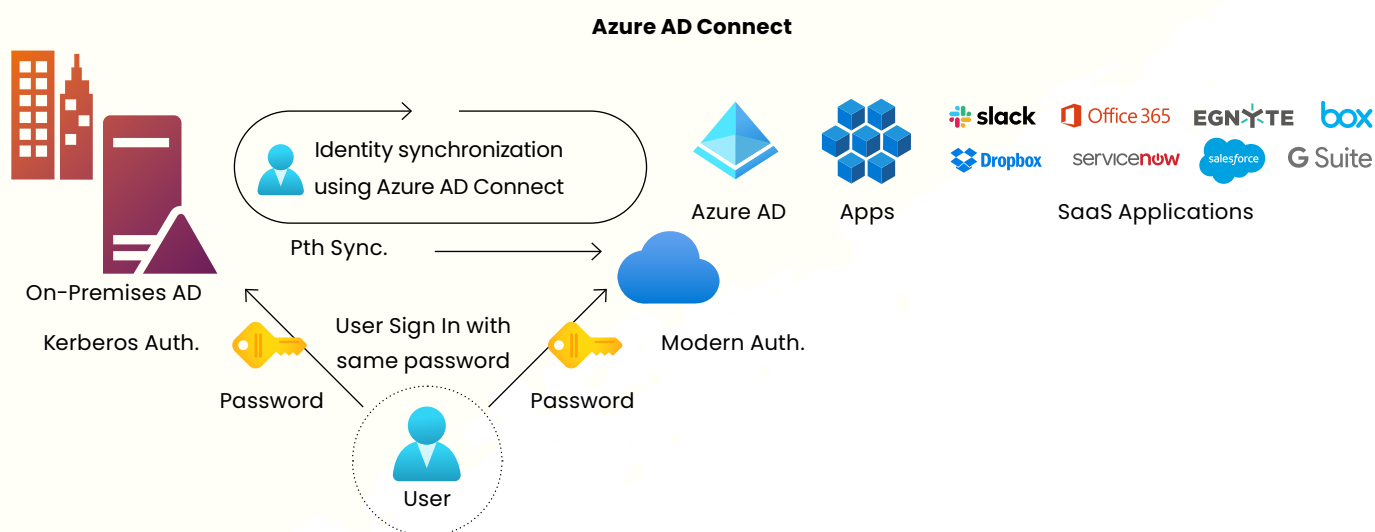 Azure AD Connect
Identity synchronization
using Azure AD Connect
slack
Office 365
EGNYTE
box
Dropbox
servicenow
salesforce
G Suite
Azure AD
Apps
SaaS Applications
Pth Sync.
On-Premises AD
Kerberos Auth.
User Sign In with
same password
Modern Auth.
Password
Password
User